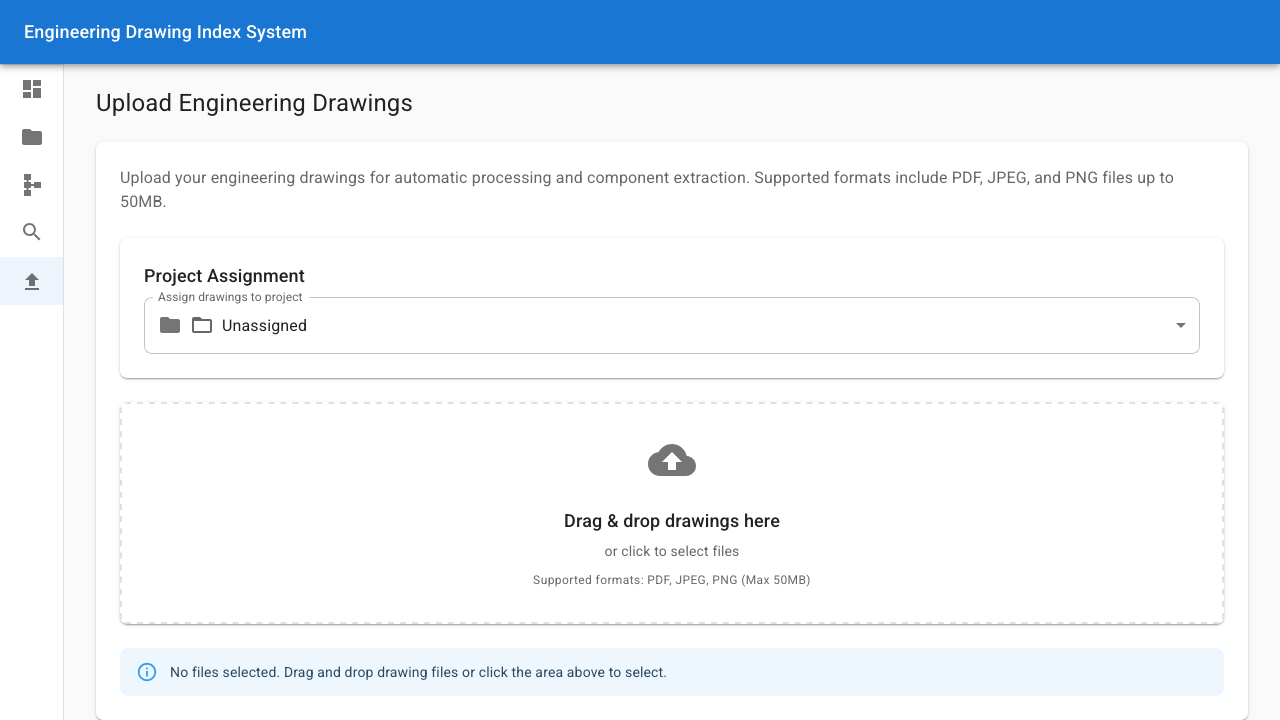 Engineering Drawing Index System
Upload Engineering Drawings
Upload your engineering drawings for automatic processing and component extraction. Supported formats include PDF, JPEG, and PNG files up to
50MB.
Project Assignment
Assign drawings to project
Unassigned
Drag & drop drawings here
or click to select files
Supported formats: PDF, JPEG, PNG (Max 50MB)
No files selected. Drag and drop drawing files or click the area above to select.